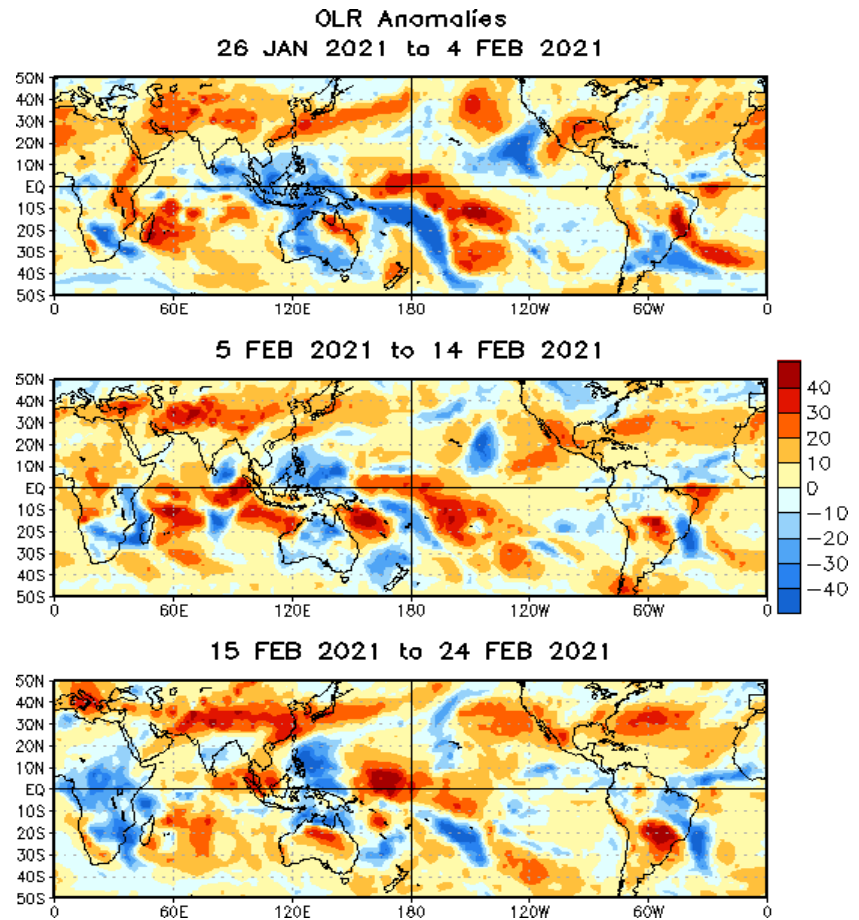 OLR Anomalies
26 JAN 2021 to 4 FEB 2021
50N
40N
30N
20N
10N
EQ
10S
20S
30S
40S
50S
0 60E 120E 180 120W 60W 0
5 FEB 2021 to 14 FEB 2021
50N
40N
30N
20N
10N
EQ
10S
20S
30S
40S
50S
0 60E 120E 180 120W 60W 0
40
30
20
10
0
-10
-20
-30
-40
15 FEB 2021 to 24 FEB 2021
50N
40N
30N
20N
10N
EQ
10S
20S
30S
40S
50S
0 60E 120E 180 120W 60W 0